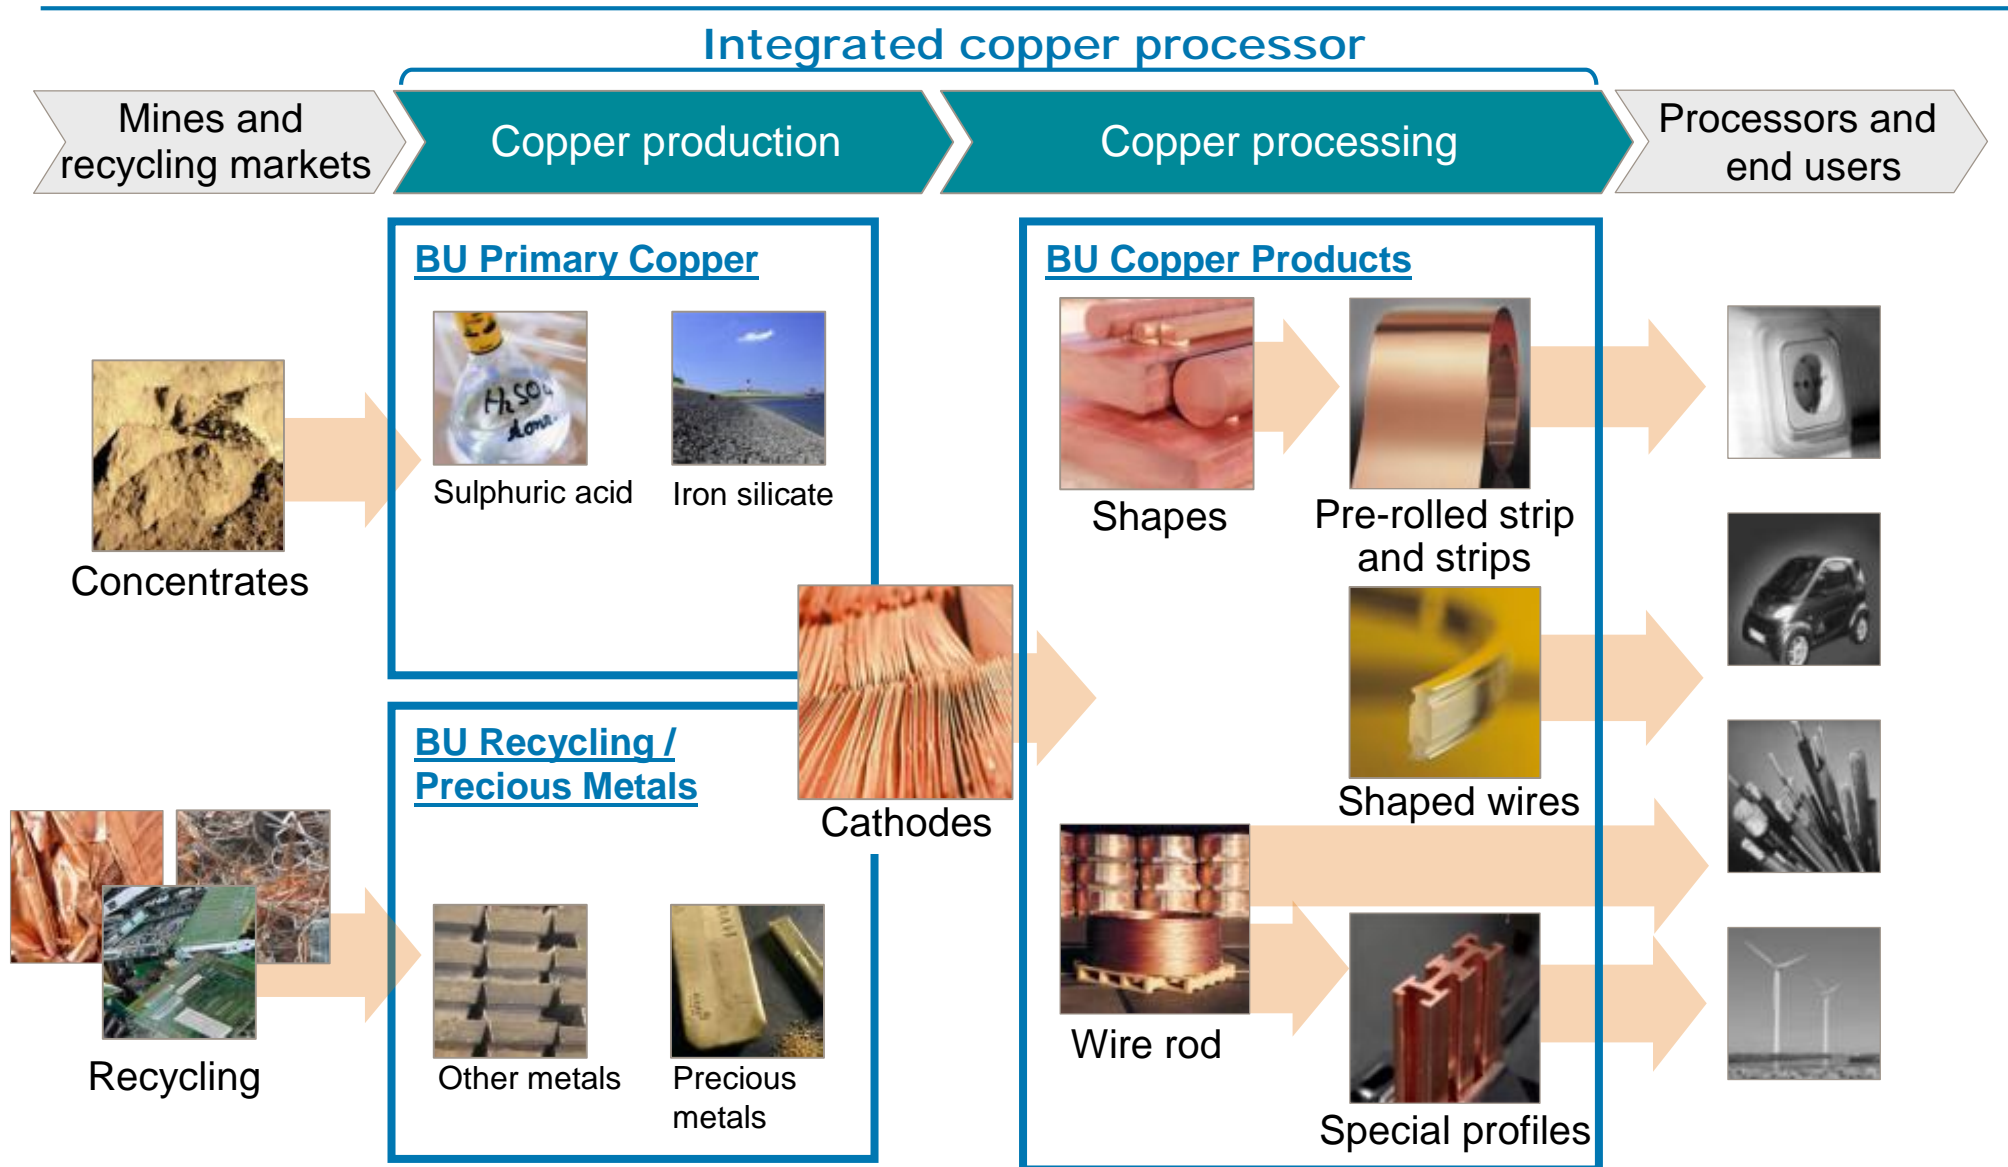 Integrated copper processor
Mines and
recycling markets
Copper production
Copper processing
Processors and
end users
BU Primary Copper
Sulphuric acid
Iron silicate
Concentrates
BU Recycling /
Precious Metals
Cathodes
Other metals
Precious
metals
Recycling
BU Copper Products
Shapes
Pre-rolled strip
and strips
Shaped wires
Wire rod
Special profiles
H₂SO₄